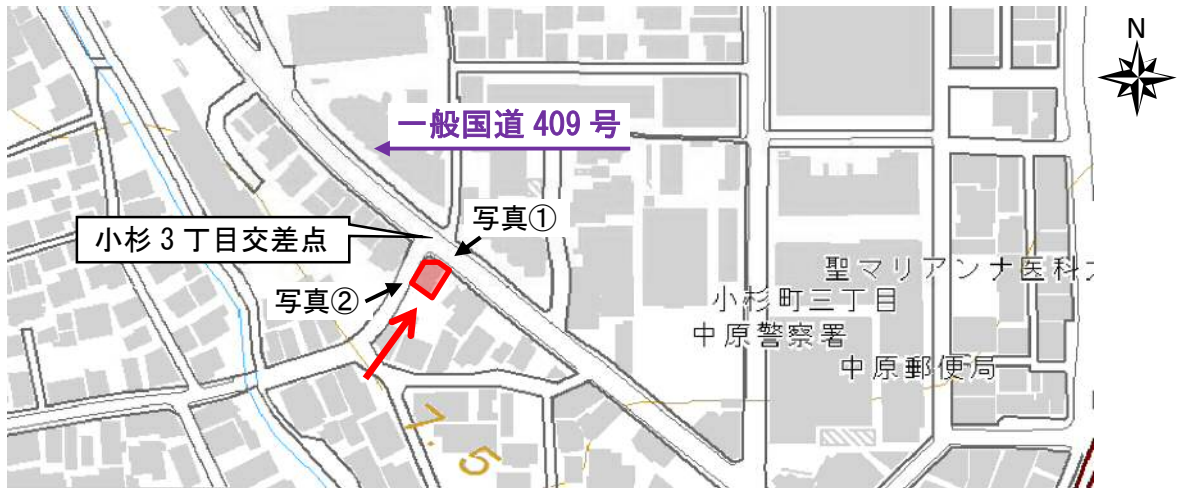 N
一般国道 409 号
写真①
小杉 3 丁目交差点
聖マリアンナ医科
写真②
小杉町三丁目
中原警察署
中原郵便局
7.5